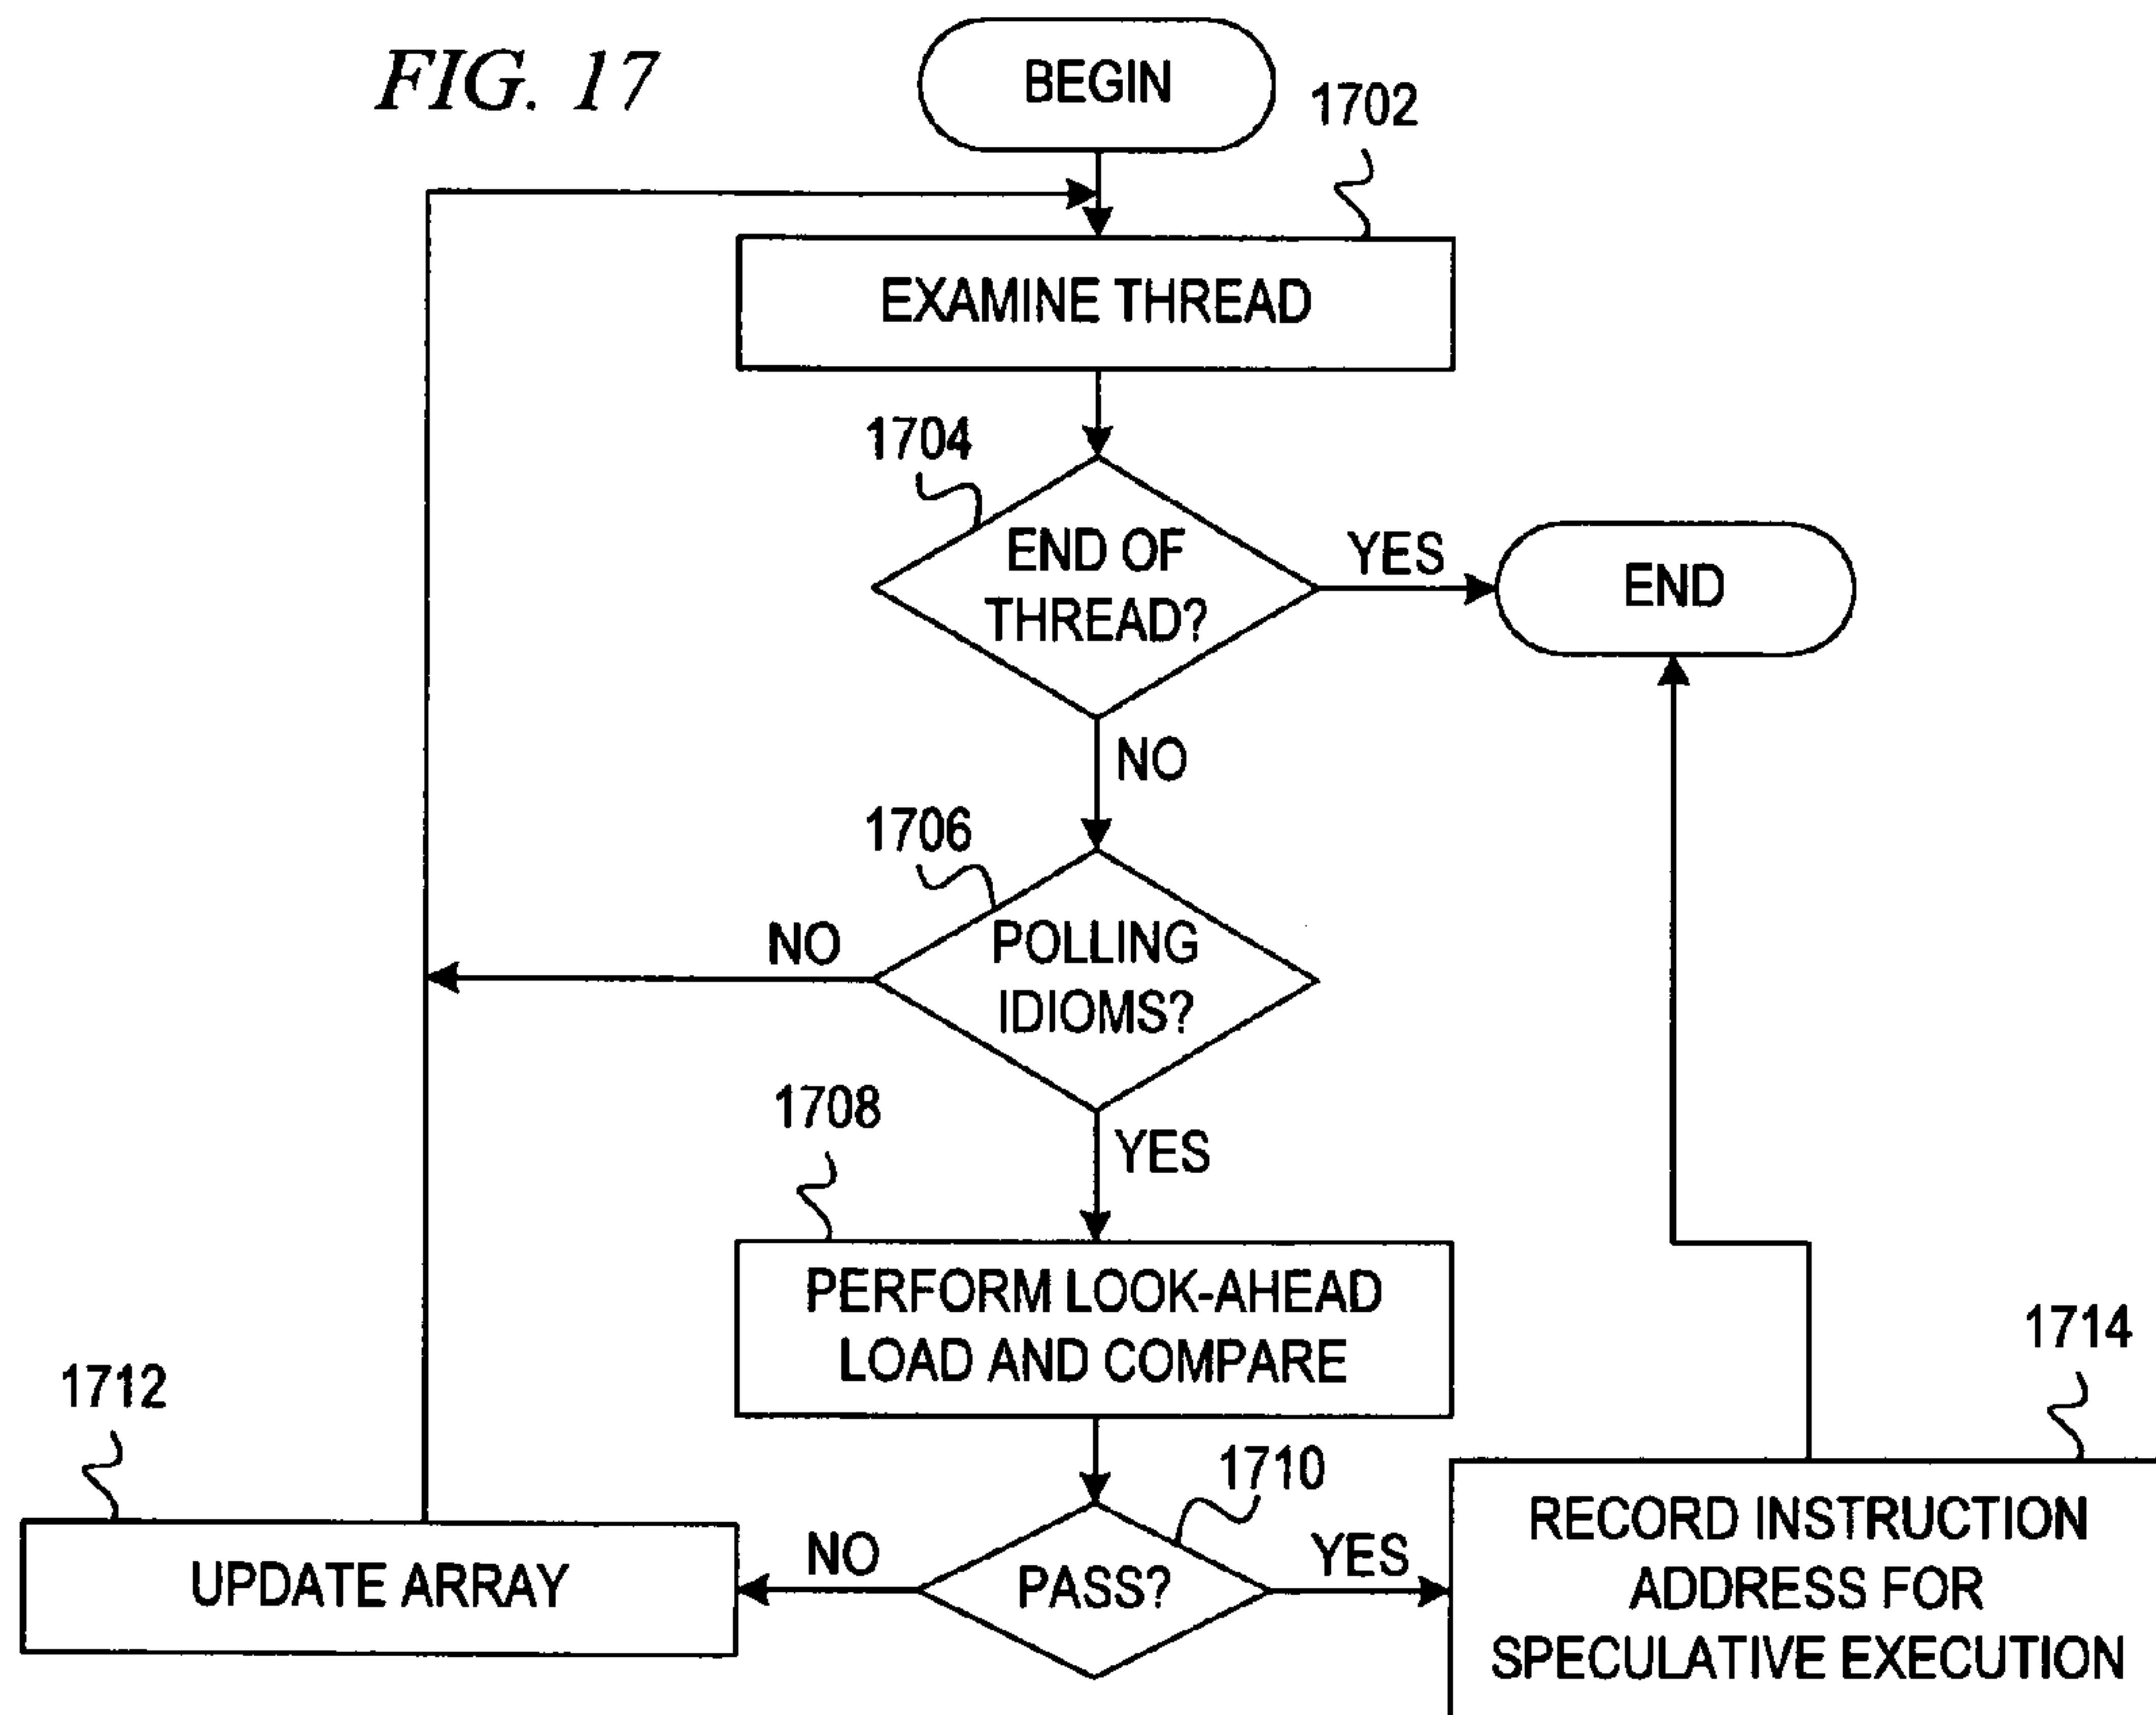 FIG. 17
BEGIN
1702
EXAMINE THREAD
1704
END OF
THREAD?
YES
END
NO
1706
POLLING
IDIOMS?
NO
YES
1708
PERFORM LOOK-AHEAD
LOAD AND COMPARE
1710
PASS?
NO
1712
UPDATE ARRAY
YES
1714
RECORD INSTRUCTION
ADDRESS FOR
SPECULATIVE EXECUTION